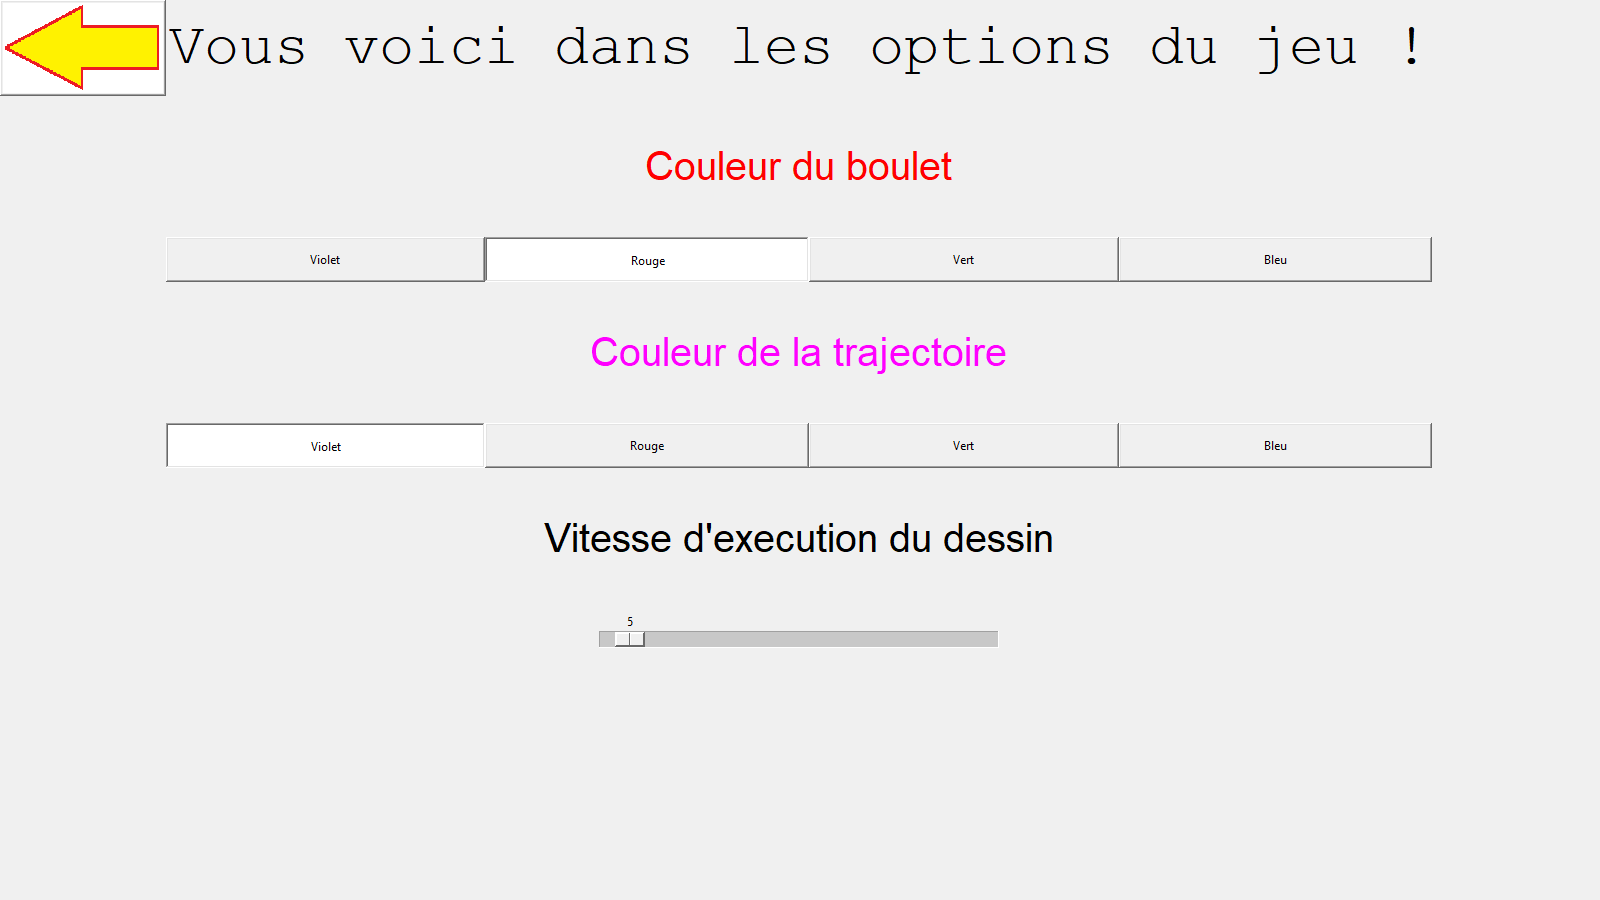 Vous voici dans les options du jeu !
Couleur du boulet
Violet Rouge Vert Bleu
Couleur de la trajectoire
Violet Rouge Vert Bleu
Vitesse d'execution du dessin
5